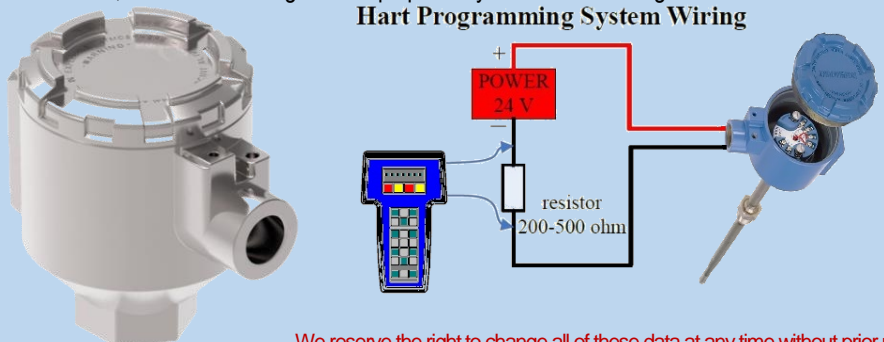 Hart Programming System Wiring
+
POWER
24 V
–
resistor
200-500 ohm
We reserve the right to change all of these data at any time without prior